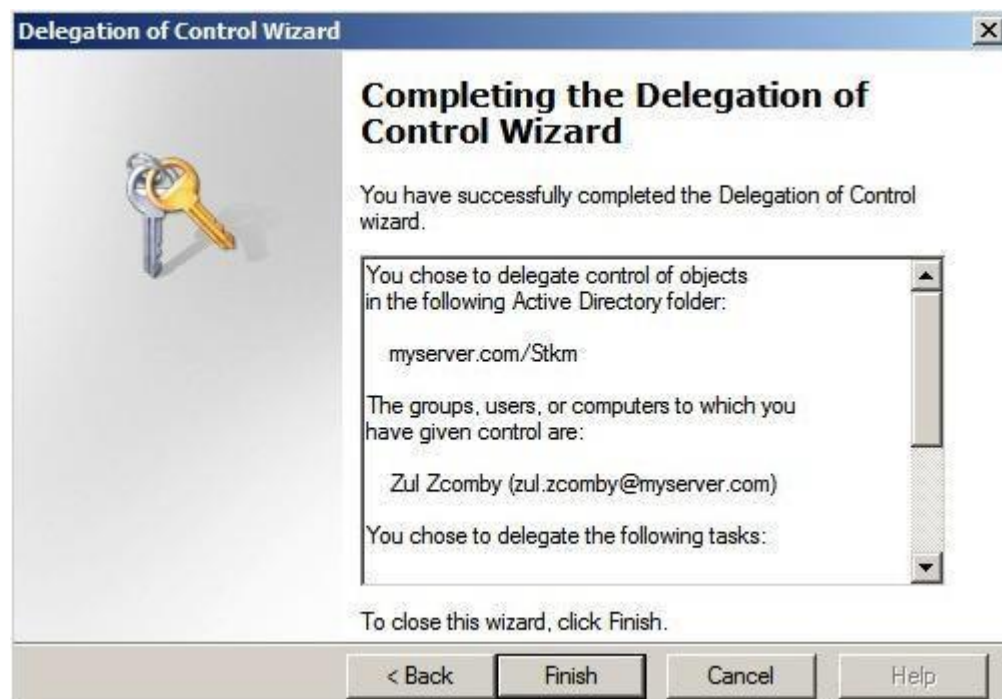 Delegation of Control Wizard
Completing the Delegation of
Control Wizard
You have successfully completed the Delegation of Control
wizard.
You chose to delegate control of objects
in the following Active Directory folder:
myserver.com/Stkm
The groups, users, or computers to which you
have given control are:
Zul Zcomby (zul.zcomby@myserver.com)
You chose to delegate the following tasks:
To close this wizard, click Finish.
< Back Finish Cancel Help